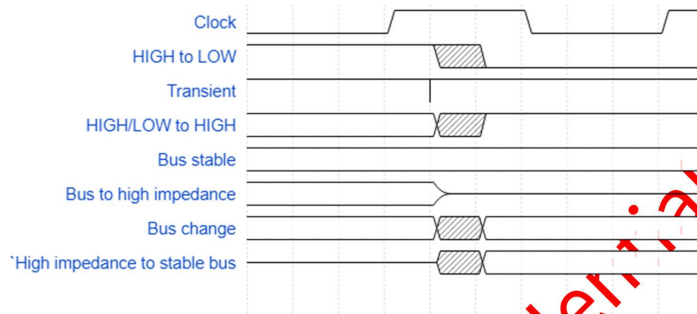 Clock
HIGH to LOW
Transient
HIGH/LOW to HIGH
Bus stable
Bus to high impedance
Bus change
`High impedance to stable bus